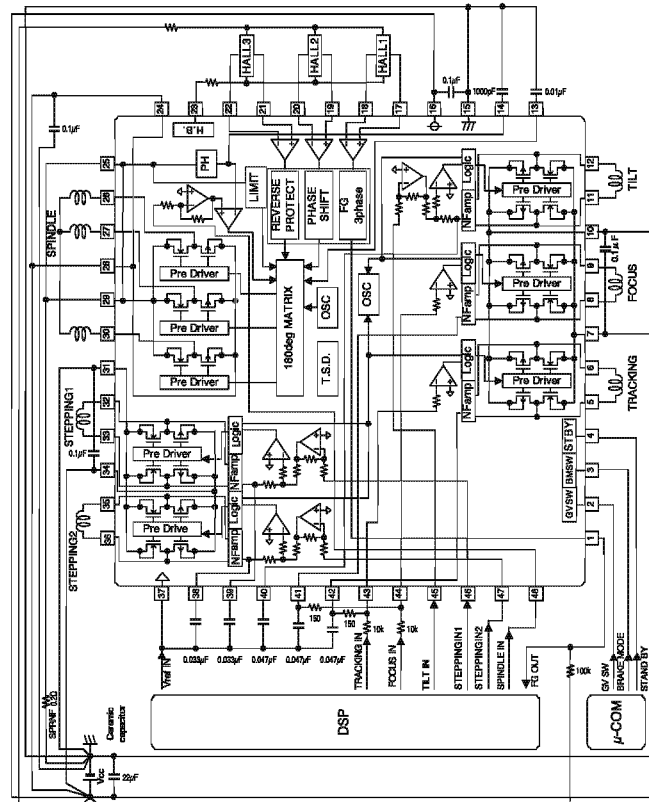 HALL3
HALL2
HALL1
0.1µF
1000pF
0.01µF
0.1µF
24
23
22
21
20
19
18
17
16
15
14
13
H.B.
25
26
27
28
29
30
31
32
33
34
35
36
SPINDLE
STEPPING1
0.1µF
STEPPING2
PH
LIMIT
REVERSE
PROTECT
PHASE
SHIFT
FG
3phase
180deg MATRIX
OSC
T.S.D.
OSC
Pre Driver
Pre Driver
Pre Driver
Pre Driver
Pre Drive
Logic
NFamp
Logic
NFamp
Logic
NFamp
Logic
NFamp
Logic
NFamp
Pre Driver
Pre Driver
Pre Driver
12
11
10
9
8
7
6
5
4
3
2
1
TILT
0.1µF
FOCUS
TRACKING
STBY
BMSW
GVSW
37
38
39
40
41
42
43
44
45
46
47
48
Vref IN
0.033µF
0.033µF
0.047µF
0.047µF
0.047µF
150
150
10k
10k
TRACKING IN
FOCUS IN
TILT IN
STEPPING IN1
STEPPING IN2
SPINDLE IN
FG OUT
100k
GV SW
BRAKE MODE
STAND BY
DSP
µ-COM
SPRNF 0.2Ω
Ceramic
capacitor
Vcc
22µF